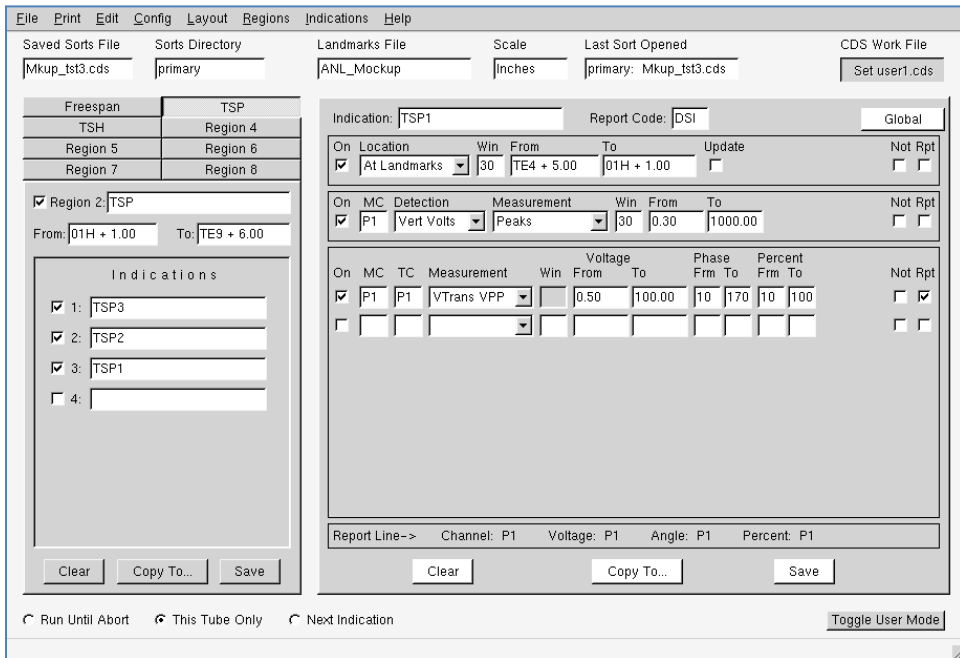 File Print Edit Config Layout Regions Indications Help
Saved Sorts File Sorts Directory Landmarks File Scale Last Sort Opened CDS Work File
Mkup_tst3.cds primary ANL_Mockup Inches primary: Mkup_tst3.cds Set user1.cds
Freespan TSP
TSH Region 4
Region 5 Region 6
Region 7 Region 8
Region 2: TSP
From: 01H + 1.00 To: TE9 + 6.00
Indications
1: TSP3
2: TSP2
3: TSP1
4:
Clear Copy To... Save
Indication: TSP1 Report Code: DSI Global
On Location Win From To Update Not Rpt
At Landmarks 30 TE4 + 5.00 01H + 1.00
On MC Detection Measurement Win From To Not Rpt
P1 Vert Volts Peaks 30 0.30 1000.00
Voltage Phase Percent
On MC TC Measurement Win From To Frm To Frm To Not Rpt
P1 P1 VTrans VPP 0.50 100.00 10 170 10 100
Report Line-> Channel: P1 Voltage: P1 Angle: P1 Percent: P1
Clear Copy To... Save
Run Until Abort This Tube Only Next Indication Toggle User Mode